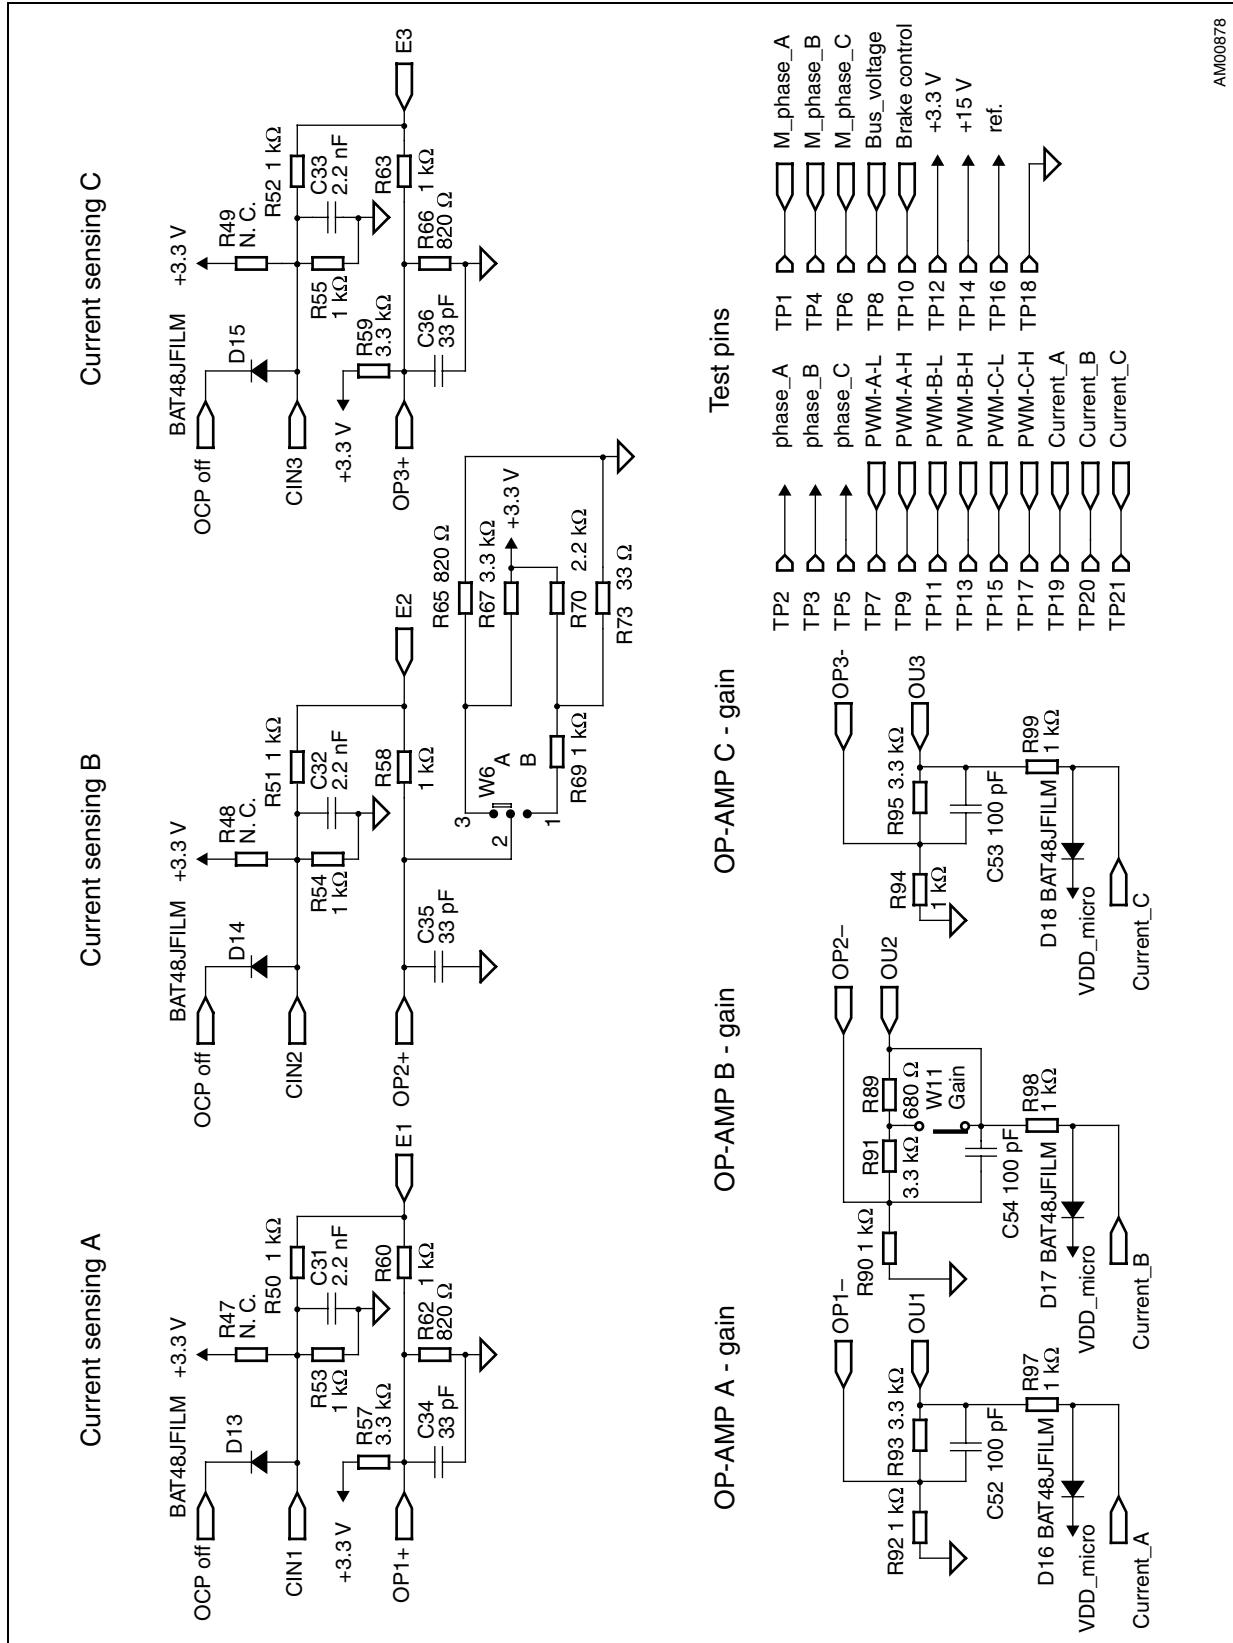 Current sensing A
BAT48JFILM
+3.3 V
R47
N. C.
D13
OCP off
R50 1 kΩ
C31
2.2 nF
R53
1 kΩ
CIN1
E1
R60
1 kΩ
R62
820 Ω
R57
3.3 kΩ
C34
33 pF
+3.3 V
OP1+
Current sensing B
BAT48JFILM
+3.3 V
R48
N. C.
D14
OCP off
R51 1 kΩ
C32
2.2 nF
R54
1 kΩ
CIN2
E2
R58
1 kΩ
C35
33 pF
OP2+
W6
A
B
3
2
1
R65 820 Ω
R67 3.3 kΩ
+3.3 V
R69 1 kΩ
R70 2.2 kΩ
R73 33 Ω
Current sensing C
BAT48JFILM
+3.3 V
R49
N. C.
D15
OCP off
R52 1 kΩ
C33
2.2 nF
R55
1 kΩ
CIN3
E3
R63
1 kΩ
R66
820 Ω
R59
3.3 kΩ
C36
33 pF
+3.3 V
OP3+
OP-AMP A - gain
OP1–
OU1
R92 1 kΩ
R93 3.3 kΩ
C52 100 pF
R97
1 kΩ
D16 BAT48JFILM
VDD_micro
Current_A
OP-AMP B - gain
OP2–
OU2
R89
680 Ω
R91
3.3 kΩ
W11
Gain
R90 1 kΩ
C54 100 pF
R98
1 kΩ
D17 BAT48JFILM
VDD_micro
Current_B
OP-AMP C - gain
OP3-
OU3
R94
1 kΩ
R95 3.3 kΩ
C53 100 pF
R99
1 kΩ
D18 BAT48JFILM
VDD_micro
Current_C
Test pins
TP2 phase_A
TP3 phase_B
TP5 phase_C
TP7 PWM-A-L
TP9 PWM-A-H
TP11 PWM-B-L
TP13 PWM-B-H
TP15 PWM-C-L
TP17 PWM-C-H
TP19 Current_A
TP20 Current_B
TP21 Current_C
TP1 M_phase_A
TP4 M_phase_B
TP6 M_phase_C
TP8 Bus_voltage
TP10 Brake control
TP12 +3.3 V
TP14 +15 V
TP16 ref.
TP18
AM00878